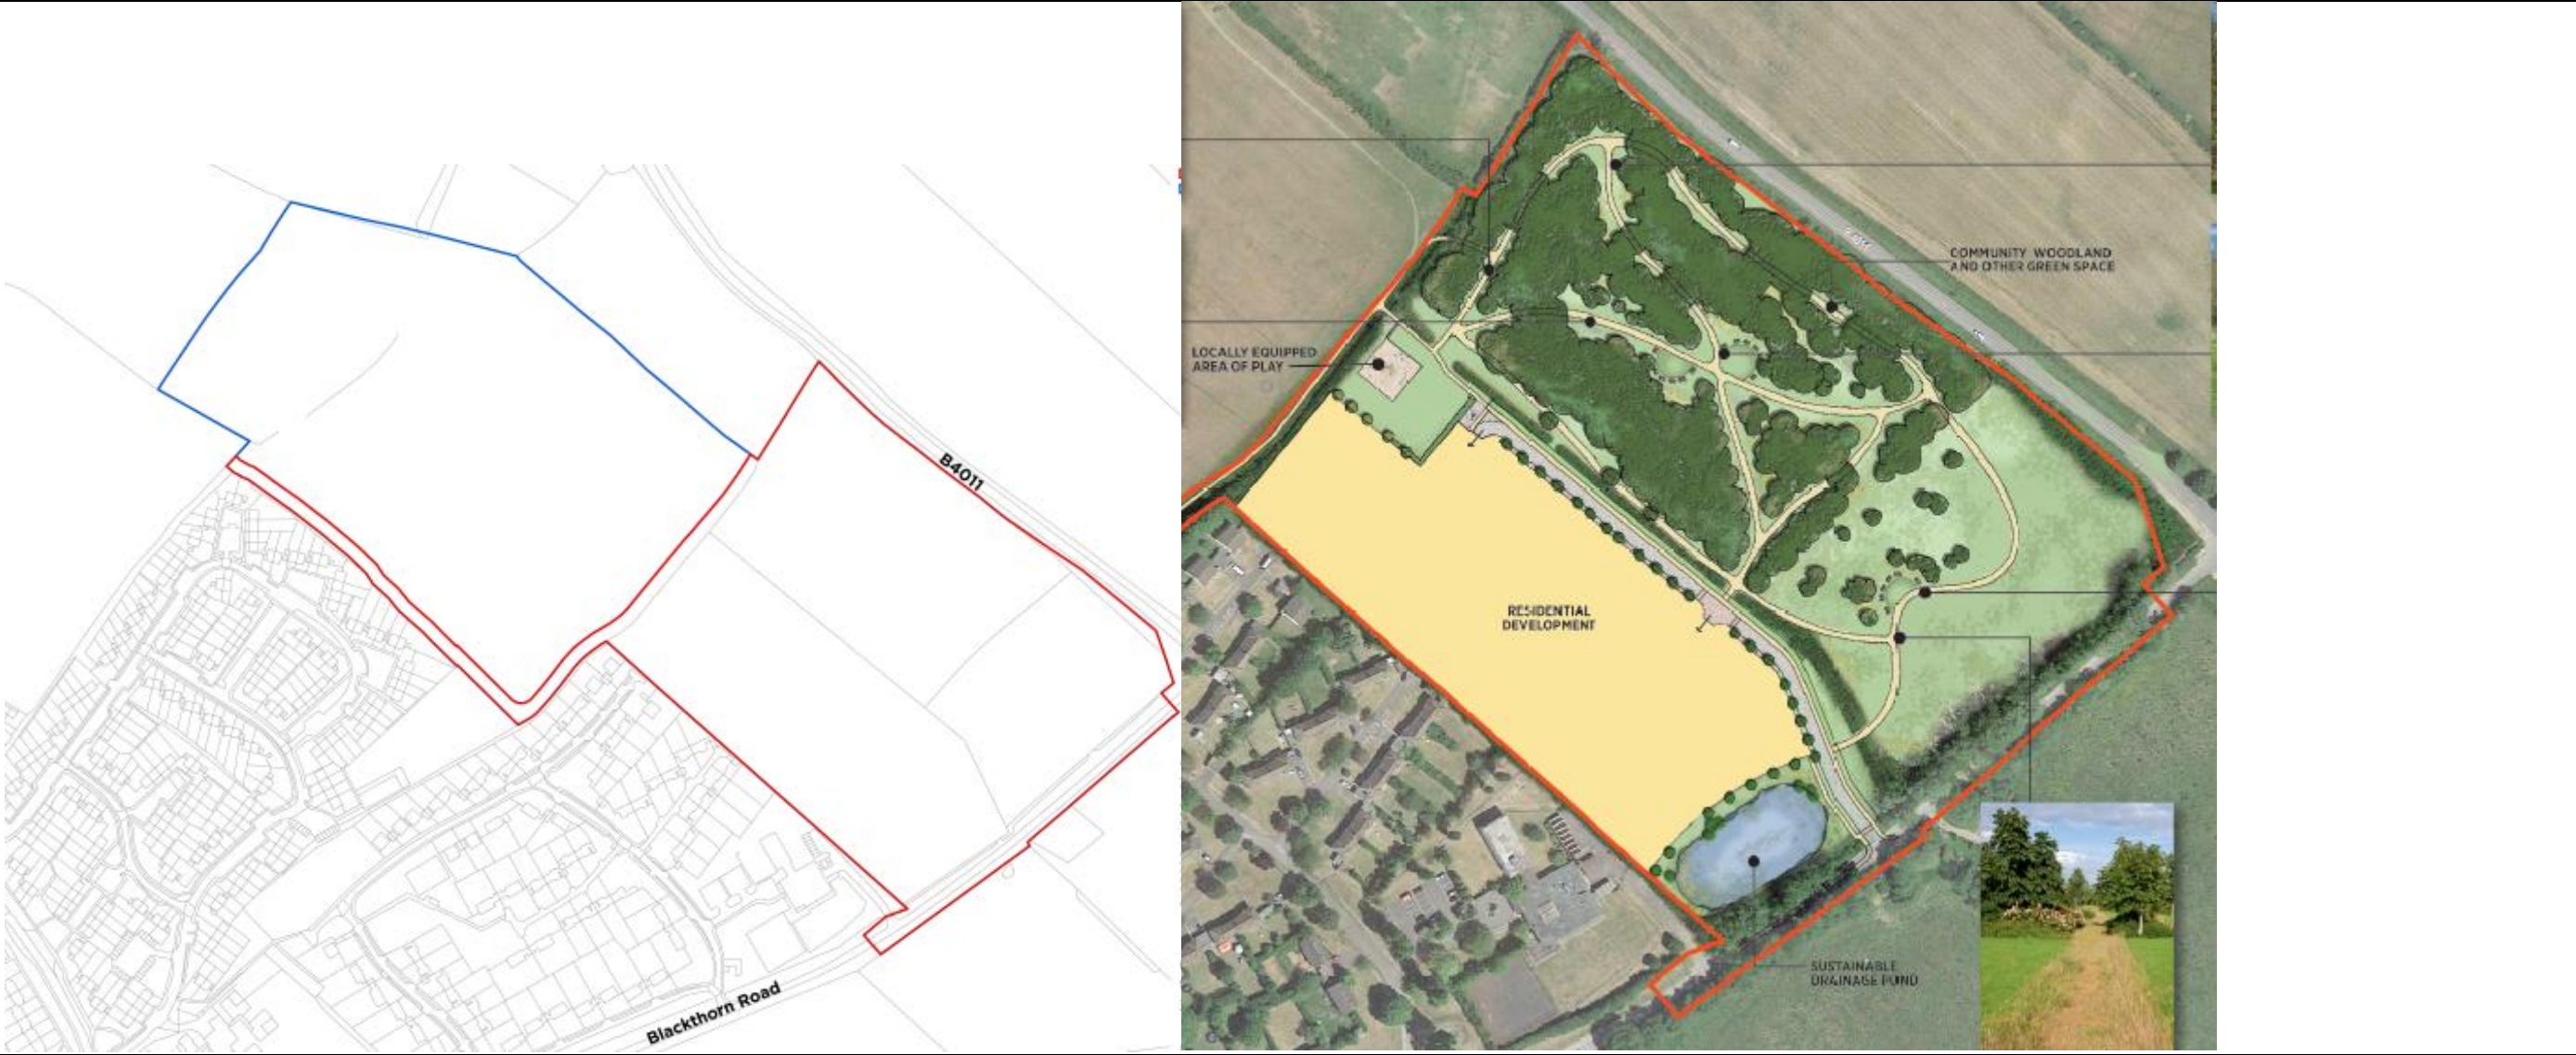 B4011
Blackthorn Road
COMMUNITY WOODLAND
AND OTHER GREEN SPACE
LOCALLY EQUIPPED
AREA OF PLAY
RESIDENTIAL
DEVELOPMENT
SUSTAINABLE
DRAINAGE POND